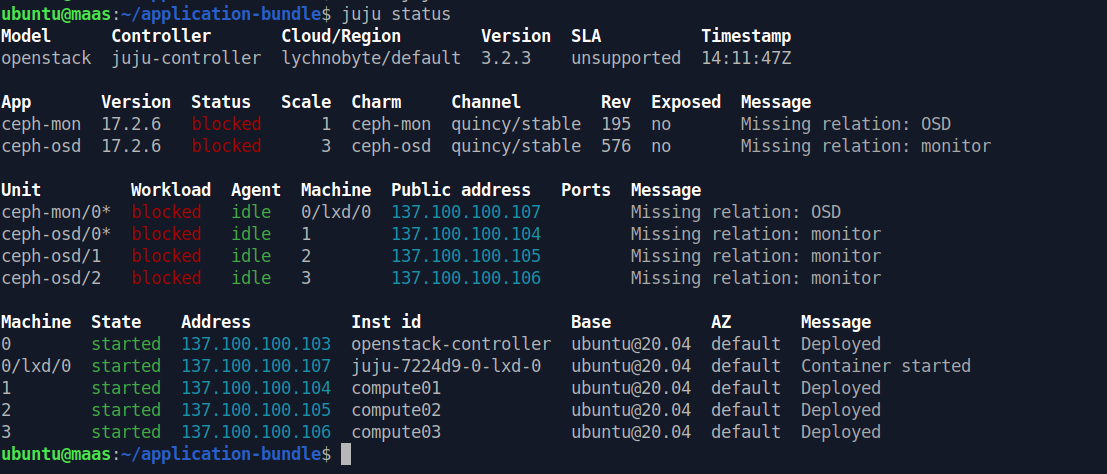 ubuntu@maas:~/application-bundle$ juju status
Model      Controller       Cloud/Region        Version  SLA          Timestamp
openstack  juju-controller  lychnobyte/default  3.2.3    unsupported  14:11:47Z
App       Version  Status   Scale  Charm     Channel        Rev  Exposed  Message
ceph-mon  17.2.6   blocked      1  ceph-mon  quincy/stable  195  no       Missing relation: OSD
ceph-osd  17.2.6   blocked      3  ceph-osd  quincy/stable  576  no       Missing relation: monitor
Unit         Workload  Agent  Machine  Public address   Ports  Message
ceph-mon/0*  blocked   idle   0/lxd/0  137.100.100.107         Missing relation: OSD
ceph-osd/0*  blocked   idle   1        137.100.100.104         Missing relation: monitor
ceph-osd/1   blocked   idle   2        137.100.100.105         Missing relation: monitor
ceph-osd/2   blocked   idle   3        137.100.100.106         Missing relation: monitor
Machine  State    Address          Inst id               Base          AZ       Message
0        started  137.100.100.103  openstack-controller  ubuntu@20.04  default  Deployed
0/lxd/0  started  137.100.100.107  juju-7224d9-0-lxd-0   ubuntu@20.04  default  Container started
1        started  137.100.100.104  compute01             ubuntu@20.04  default  Deployed
2        started  137.100.100.105  compute02             ubuntu@20.04  default  Deployed
3        started  137.100.100.106  compute03             ubuntu@20.04  default  Deployed
ubuntu@maas:~/application-bundle$